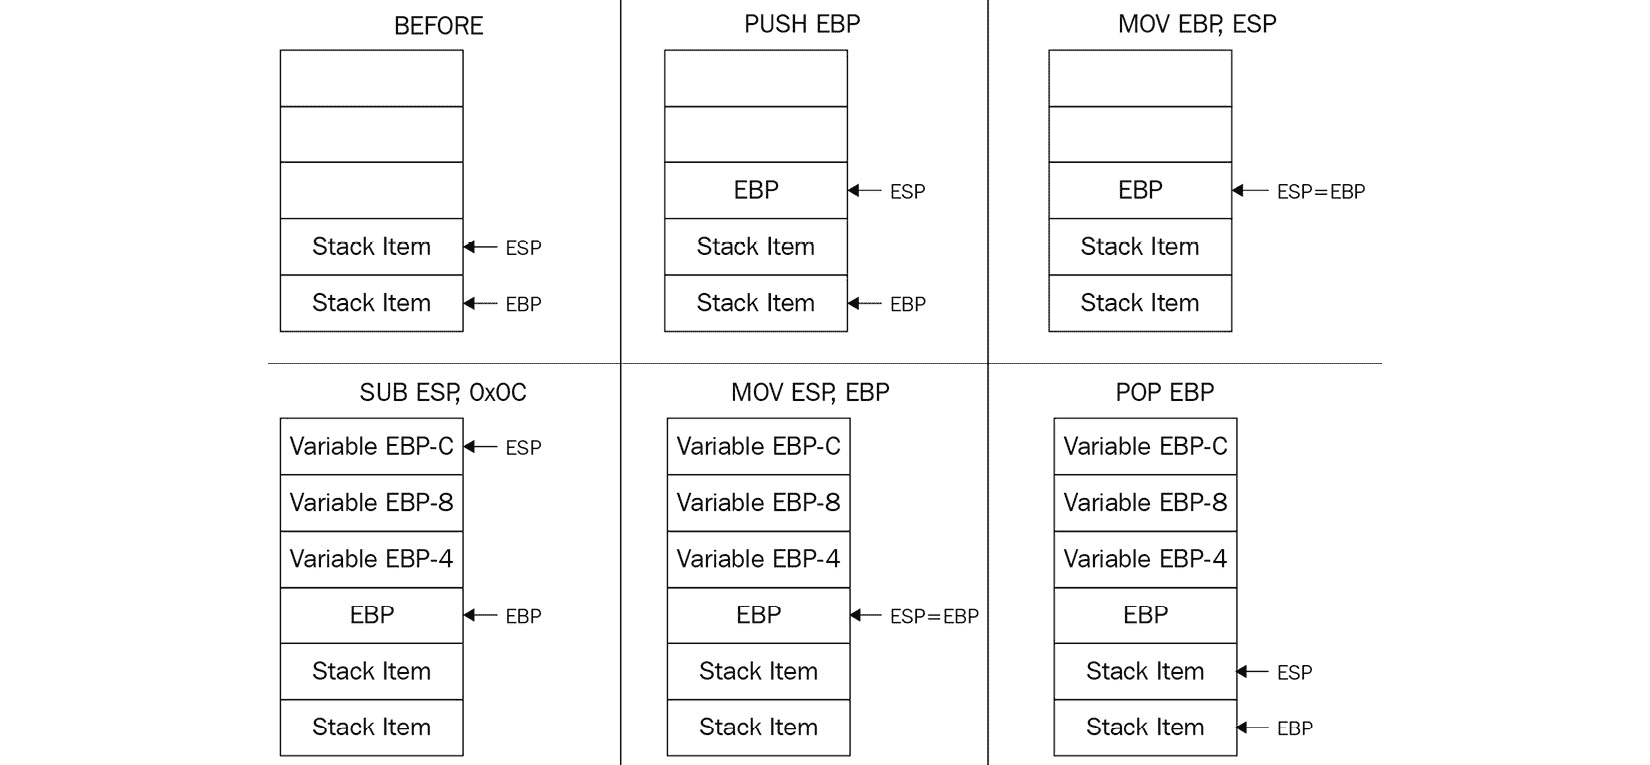 BEFORE
Stack Item
ESP
Stack Item
EBP
PUSH EBP
EBP
ESP
Stack Item
Stack Item
EBP
MOV EBP, ESP
EBP
ESP=EBP
Stack Item
Stack Item
SUB ESP, 0x0C
Variable EBP-C
ESP
Variable EBP-8
Variable EBP-4
EBP
EBP
Stack Item
Stack Item
MOV ESP, EBP
Variable EBP-C
Variable EBP-8
Variable EBP-4
EBP
ESP=EBP
Stack Item
Stack Item
POP EBP
Variable EBP-C
Variable EBP-8
Variable EBP-4
EBP
Stack Item
ESP
Stack Item
EBP